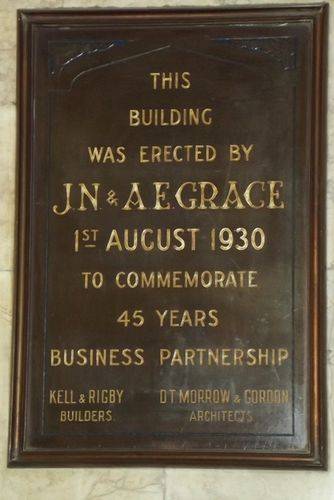 THIS
BUILDING
WAS ERECTED BY
J.N. & A.E. GRACE
1ST AUGUST 1930
TO COMMEMORATE
45 YEARS
BUSINESS PARTNERSHIP
KELL & RIGBY
BUILDERS.
D.T MORROW & GORDON
ARCHITECTS